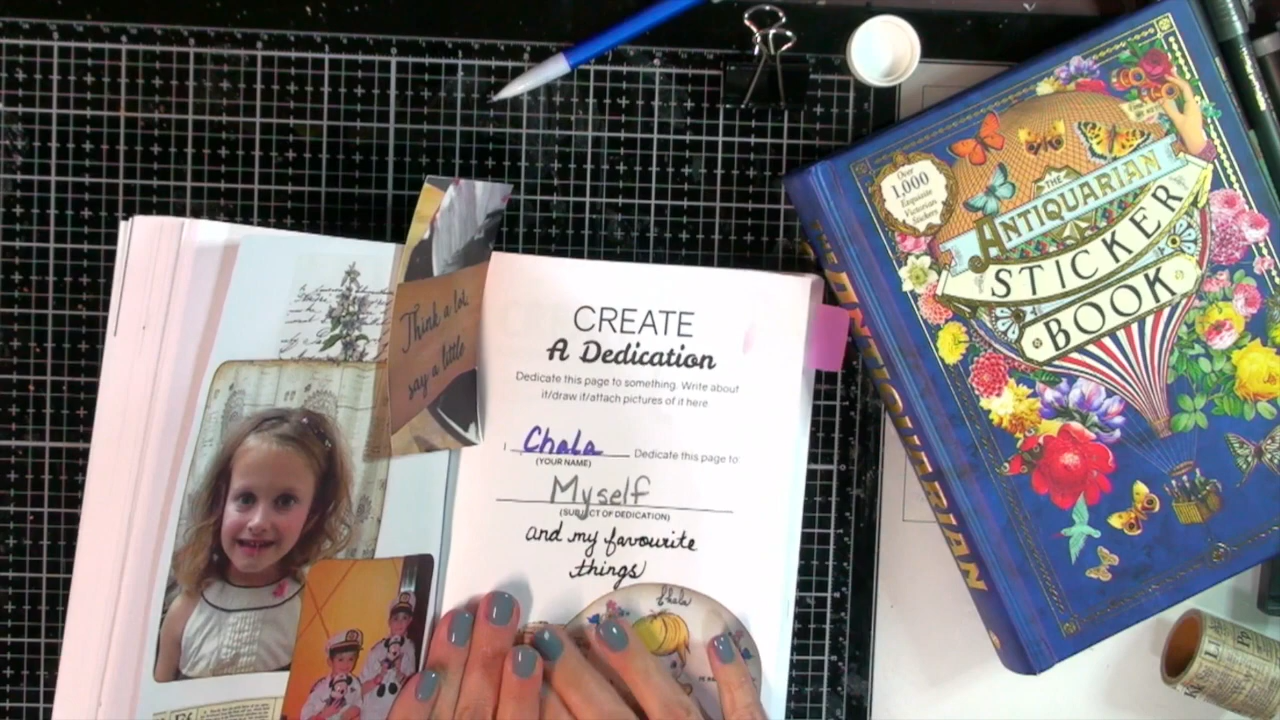 Think a lot,
say a little
CREATE
A Dedication
Dedicate this page to something. Write about
it/draw it/attach pictures of it here.
I Chala Dedicate this page to:
(YOUR NAME)
Myself
(SUBJECT OF DEDICATION)
and my favourite
things
Chala
Over
1,000
Exquisite
Victorian
Stickers
THE
ANTIQUARIAN
STICKER
BOOK
THE ANTIQUARIAN